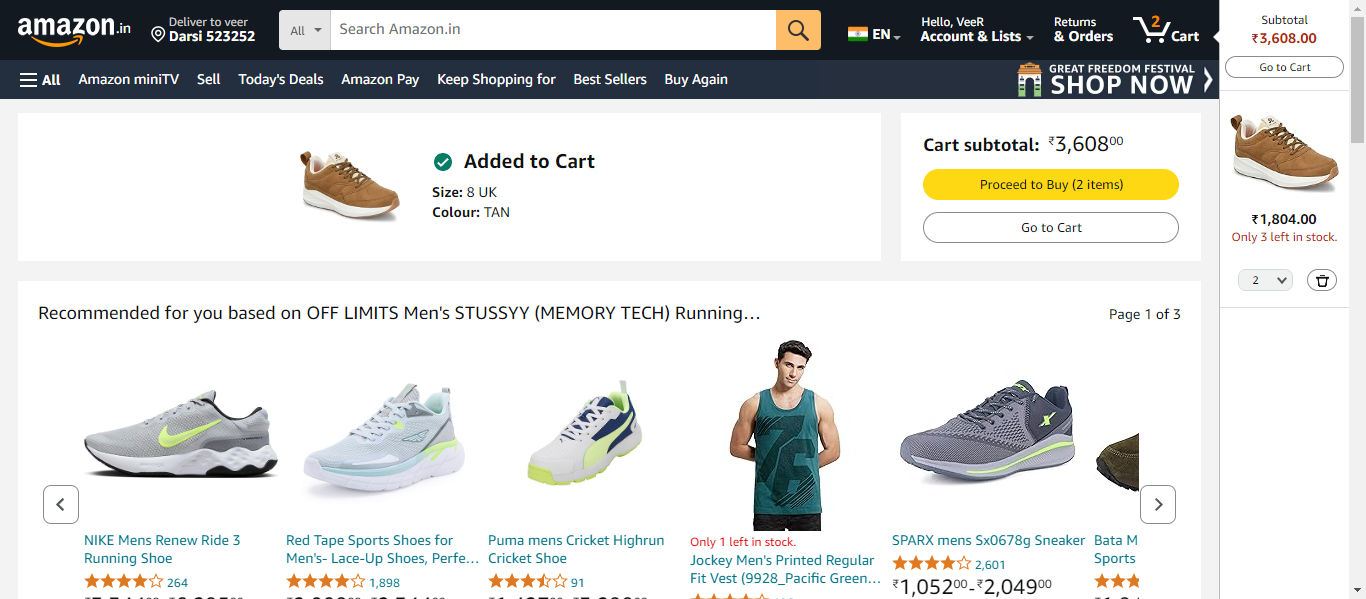 amazon.in
Deliver to veer
Darsi 523252
All
Search Amazon.in
EN
Hello, VeeR
Account & Lists
Returns
& Orders
2
Cart
Subtotal
₹3,608.00
Go to Cart
All
Amazon miniTV
Sell
Today's Deals
Amazon Pay
Keep Shopping for
Best Sellers
Buy Again
GREAT FREEDOM FESTIVAL
SHOP NOW
Added to Cart
Size: 8 UK
Colour: TAN
Cart subtotal: ₹3,60800
Proceed to Buy (2 items)
Go to Cart
₹1,804.00
Only 3 left in stock.
2
Recommended for you based on OFF LIMITS Men's STUSSYY (MEMORY TECH) Running…
Page 1 of 3
NIKE Mens Renew Ride 3
Running Shoe
264
Red Tape Sports Shoes for
Men's- Lace-Up Shoes, Perfe…
1,898
Puma mens Cricket Highrun
Cricket Shoe
91
Only 1 left in stock.
Jockey Men's Printed Regular
Fit Vest (9928_Pacific Green…
SPARX mens Sx0678g Sneaker
2,601
₹1,05200-₹2,04900
Bata M
Sports